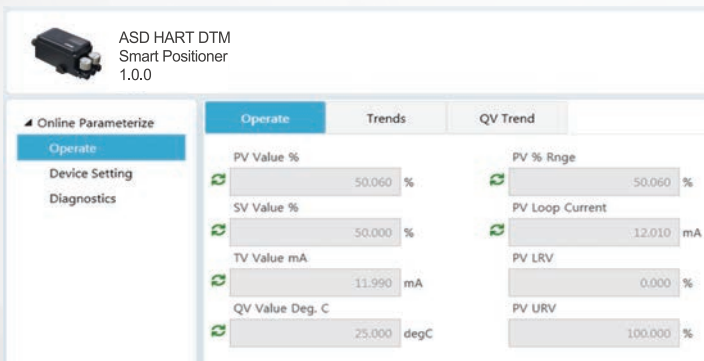 ASD HART DTM
Smart Positioner
1.0.0
Online Parameterize
Operate
Device Setting
Diagnostics
Operate Trends QV Trend
PV Value % PV % Rnge
50.060 % 50.060 %
SV Value % PV Loop Current
50.000 % 12.010 mA
TV Value mA PV LRV
11.990 mA 0.000 %
QV Value Deg. C PV URV
25.000 degC 100.000 %